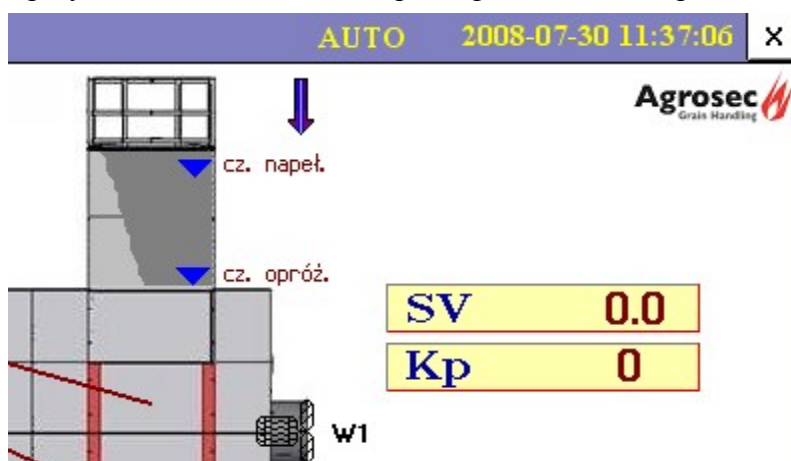 AUTO 2008-07-30 11:37:06 X
Agrosec
Grain Handling
cz. napeł.
cz. opróż.
SV 0.0
Kp 0
W1